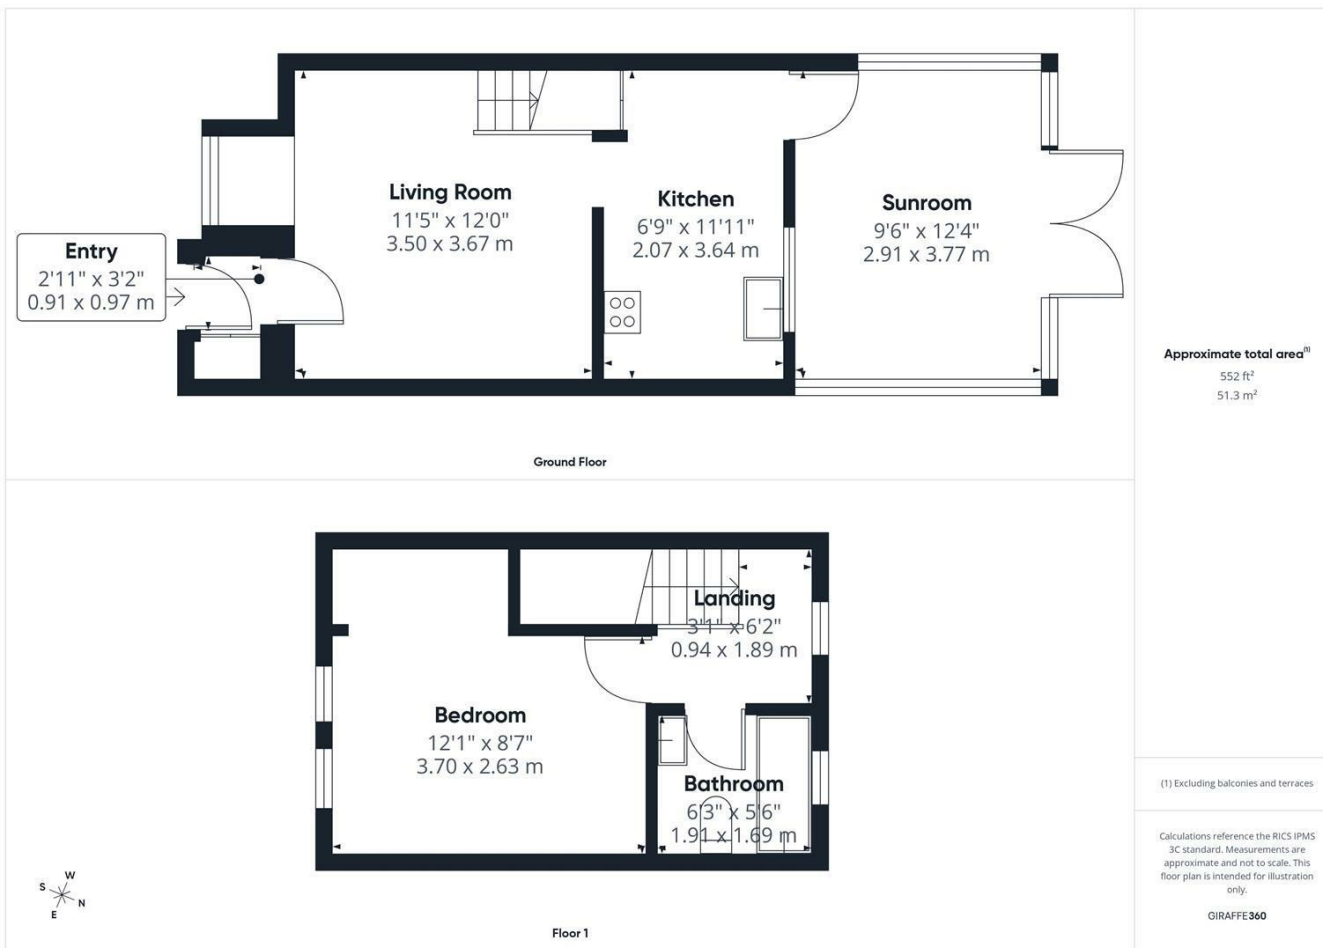 Living Room
11'5" x 12'0"
3.50 x 3.67 m
Kitchen
6'9" x 11'11"
2.07 x 3.64 m
Sunroom
9'6" x 12'4"
2.91 x 3.77 m
Entry
2'11" x 3'2"
0.91 x 0.97 m
Ground Floor
Landing
3'1" x 6'2"
0.94 x 1.89 m
Bedroom
12'1" x 8'7"
3.70 x 2.63 m
Bathroom
6'3" x 5'6"
1.91 x 1.69 m
W
S
N
E
Floor 1
Approximate total area(1)
552 ft²
51.3 m²
(1) Excluding balconies and terraces
Calculations reference the RICS IPMS
3C standard. Measurements are
approximate and not to scale. This
floor plan is intended for illustration
only.
GIRAFFE360